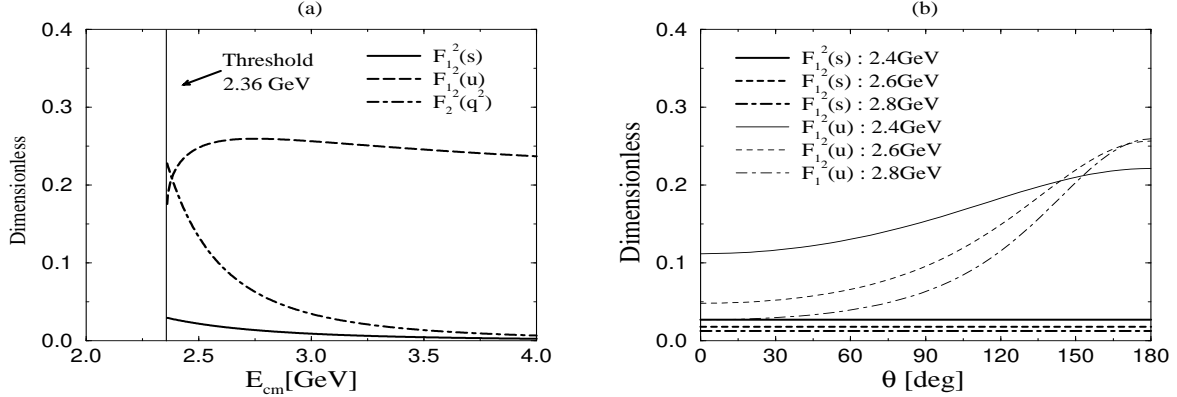 (a)
0.4
0.3
0.2
0.1
0.0
Dimensionless
Threshold
2.36 GeV
F₁²(s)
F₁²(u)
F₂²(q²)
2.0 2.5 3.0 3.5 4.0
E_cm[GeV]
(b)
0.4
0.3
0.2
0.1
0.0
Dimensionless
F₁²(s) : 2.4GeV
F₁²(s) : 2.6GeV
F₁²(s) : 2.8GeV
F₁²(u) : 2.4GeV
F₁²(u) : 2.6GeV
F₁²(u) : 2.8GeV
0 30 60 90 120 150 180
θ [deg]